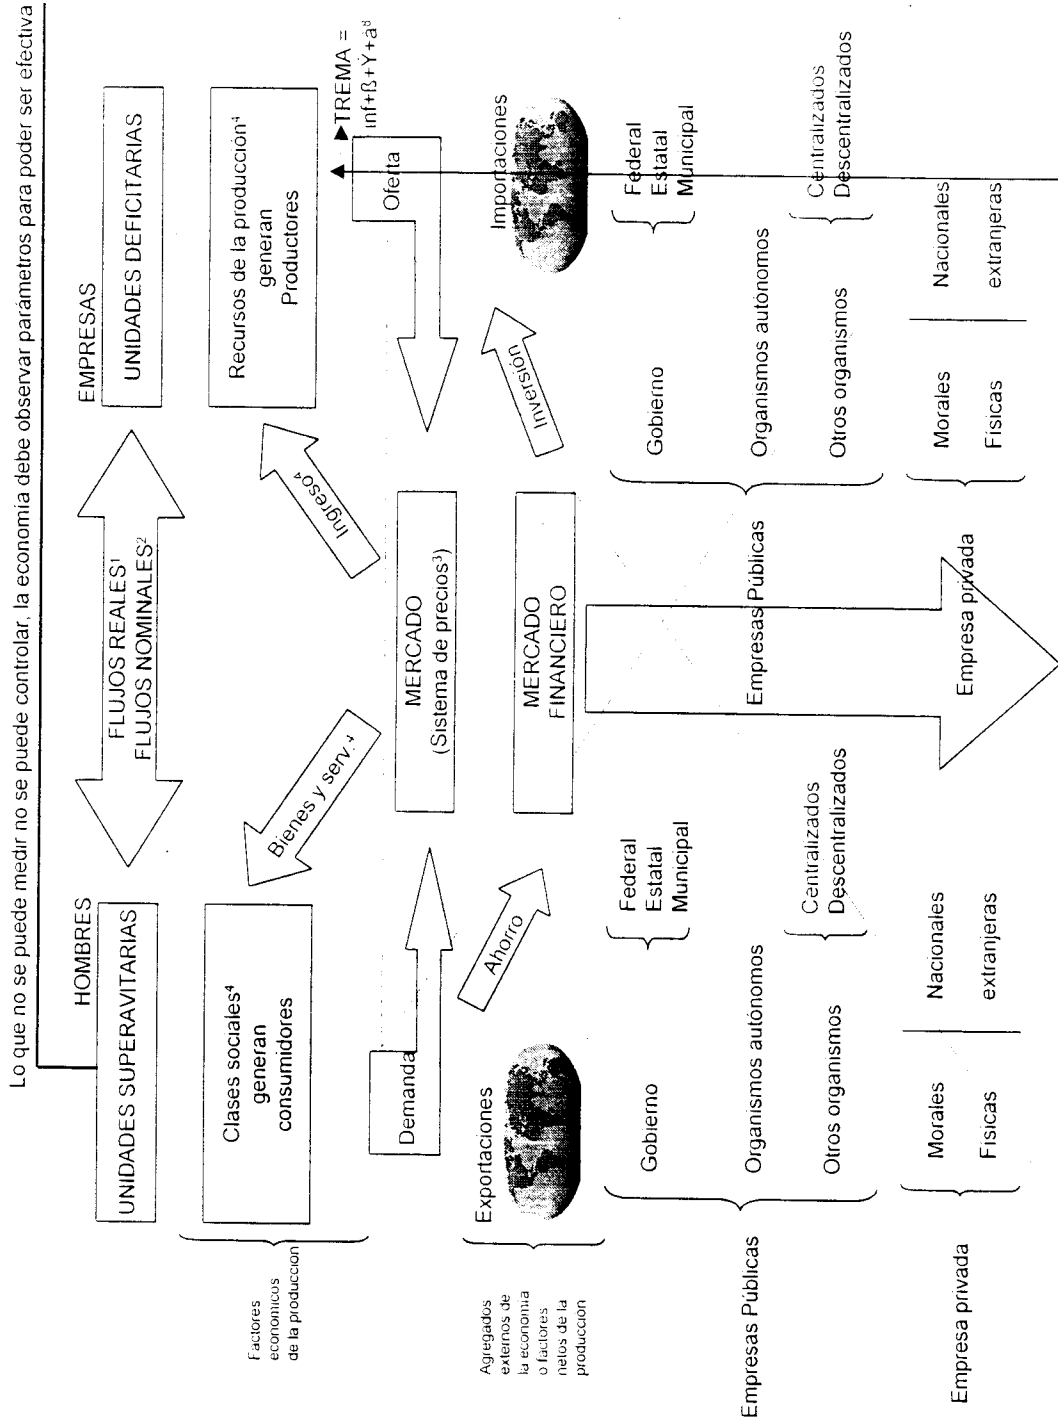 Lo que no se puede medir no se puede controlar, la economía debe observar parámetros para poder ser efectiva
HOMBRES
EMPRESAS
UNIDADES SUPERAVITARIAS
FLUJOS REALES¹
FLUJOS NOMINALES²
UNIDADES DEFICITARIAS
Factores
económicos
de la producción
Clases sociales⁴
generan
consumidores
Bienes y serv.⁴
Ingreso⁴
Recursos de la producción⁴
generan
Productores
TREMA =
inf+ß+Y+a⁸
Demanda
MERCADO
(Sistema de precios³)
Oferta
Agregados
externos de
la economía
o factores
netos de la
producción
Exportaciones
Ahorro
MERCADO
FINANCIERO
Inversión
Importaciones
Empresas Públicas
Gobierno
Federal
Estatal
Municipal
Organismos autónomos
Otros organismos
Centralizados
Descentralizados
Empresas Públicas
Gobierno
Federal
Estatal
Municipal
Organismos autónomos
Otros organismos
Centralizados
Descentralizados
Empresa privada
Morales
Físicas
Nacionales
extranjeras
Empresa privada
Morales
Físicas
Nacionales
extranjeras